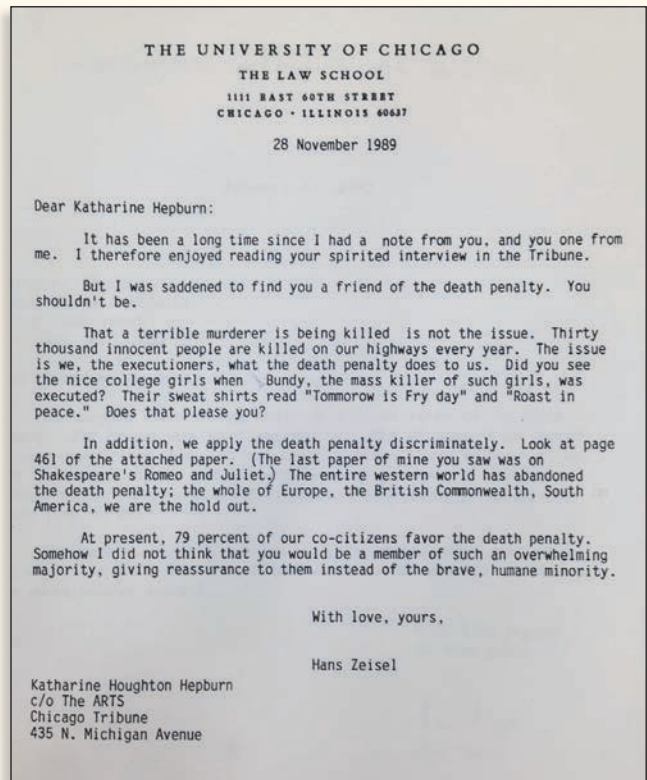 THE UNIVERSITY OF CHICAGO
THE LAW SCHOOL
1111 EAST 60TH STREET
CHICAGO • ILLINOIS 60637
28 November 1989
Dear Katharine Hepburn:
It has been a long time since I had a note from you, and you one from
me. I therefore enjoyed reading your spirited interview in the Tribune.
But I was saddened to find you a friend of the death penalty. You
shouldn't be.
That a terrible murderer is being killed is not the issue. Thirty
thousand innocent people are killed on our highways every year. The issue
is we, the executioners, what the death penalty does to us. Did you see
the nice college girls when Bundy, the mass killer of such girls, was
executed? Their sweat shirts read "Tommorow is Fry day" and "Roast in
peace." Does that please you?
In addition, we apply the death penalty discriminately. Look at page
461 of the attached paper. (The last paper of mine you saw was on
Shakespeare's Romeo and Juliet.) The entire western world has abandoned
the death penalty; the whole of Europe, the British Commonwealth, South
America, we are the hold out.
At present, 79 percent of our co-citizens favor the death penalty.
Somehow I did not think that you would be a member of such an overwhelming
majority, giving reassurance to them instead of the brave, humane minority.
With love, yours,
Hans Zeisel
Katharine Houghton Hepburn
c/o The ARTS
Chicago Tribune
435 N. Michigan Avenue